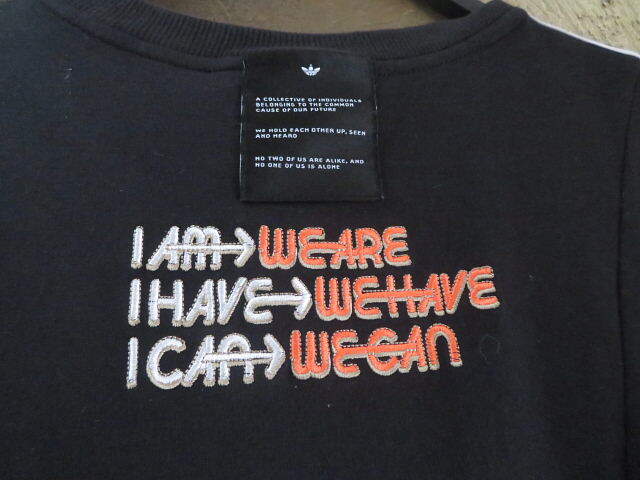 A COLLECTIVE OF INDIVIDUALS
BELONGING TO THE COMMON
CAUSE OF OUR FUTURE
WE HOLD EACH OTHER UP, SEEN
AND HEARD
NO TWO OF US ARE ALIKE, AND
NO ONE OF US IS ALONE
I AM→WE ARE
I HAVE→WE HAVE
I CAN→WE CAN